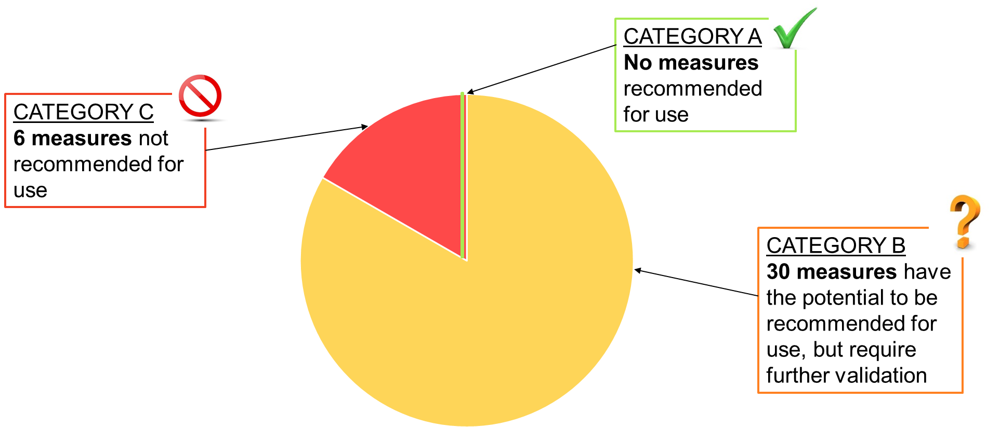 CATEGORY A
No measures
recommended
for use
CATEGORY C
6 measures not
recommended for
use
CATEGORY B
30 measures have
the potential to be
recommended for
use, but require
further validation